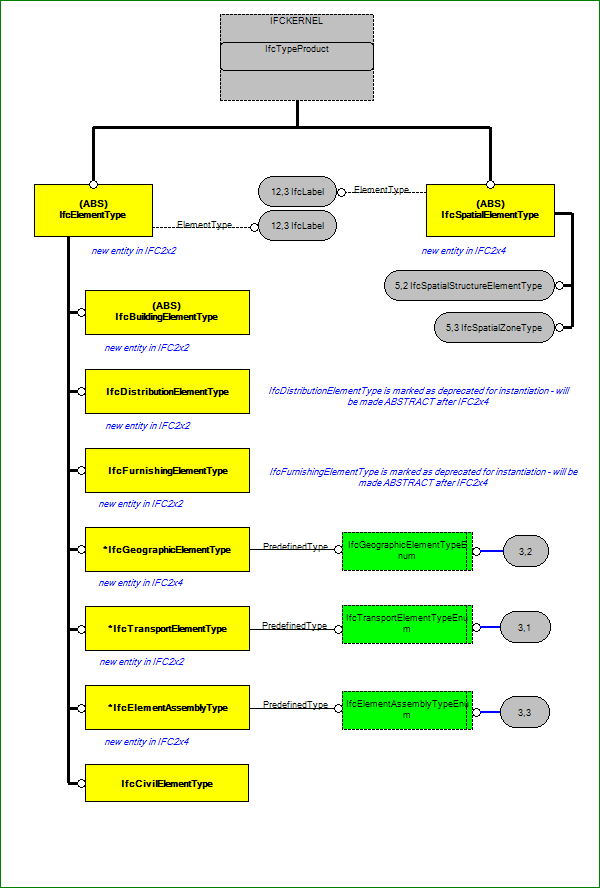 IFCKERNEL
IfcTypeProduct
(ABS)
IfcElementType
new entity in IFC2x2
12,3 IfcLabel
ElementType
12,3 IfcLabel
ElementType
(ABS)
IfcSpatialElementType
new entity in IFC2x4
5,2 IfcSpatialStructureElementType
5,3 IfcSpatialZoneType
(ABS)
IfcBuildingElementType
new entity in IFC2x2
IfcDistributionElementType
new entity in IFC2x2
IfcDistributionElementType is marked as deprecated for instantiation - will
be made ABSTRACT after IFC2x4
IfcFurnishingElementType
new entity in IFC2x2
IfcFurnishingElementType is marked as deprecated for instantiation - will be
made ABSTRACT after IFC2x4
*IfcGeographicElementType
new entity in IFC2x4
PredefinedType
IfcGeographicElementTypeE
num
3,2
*IfcTransportElementType
new entity in IFC2x2
PredefinedType
IfcTransportElementTypeEnu
m
3,1
*IfcElementAssemblyType
new entity in IFC2x4
PredefinedType
IfcElementAssemblyTypeEnu
m
3,3
IfcCivilElementType